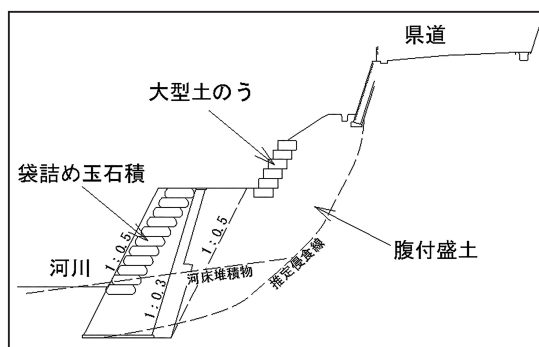 県道
大型土のう
袋詰め玉石積
1:0.5
1:0.5
腹付盛土
河川
河床堆積物
推定侵食線
1:0.3